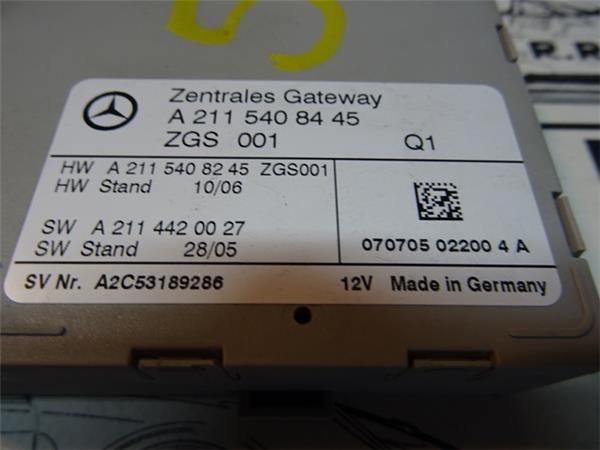 5
R.R
Zentrales Gateway
A 211 540 84 45
ZGS 001 Q1
HW A 211 540 82 45 ZGS001
HW Stand 10/06
SW A 211 442 00 27
SW Stand 28/05
070705 02200 4 A
SV Nr. A2C53189286 12V Made in Germany